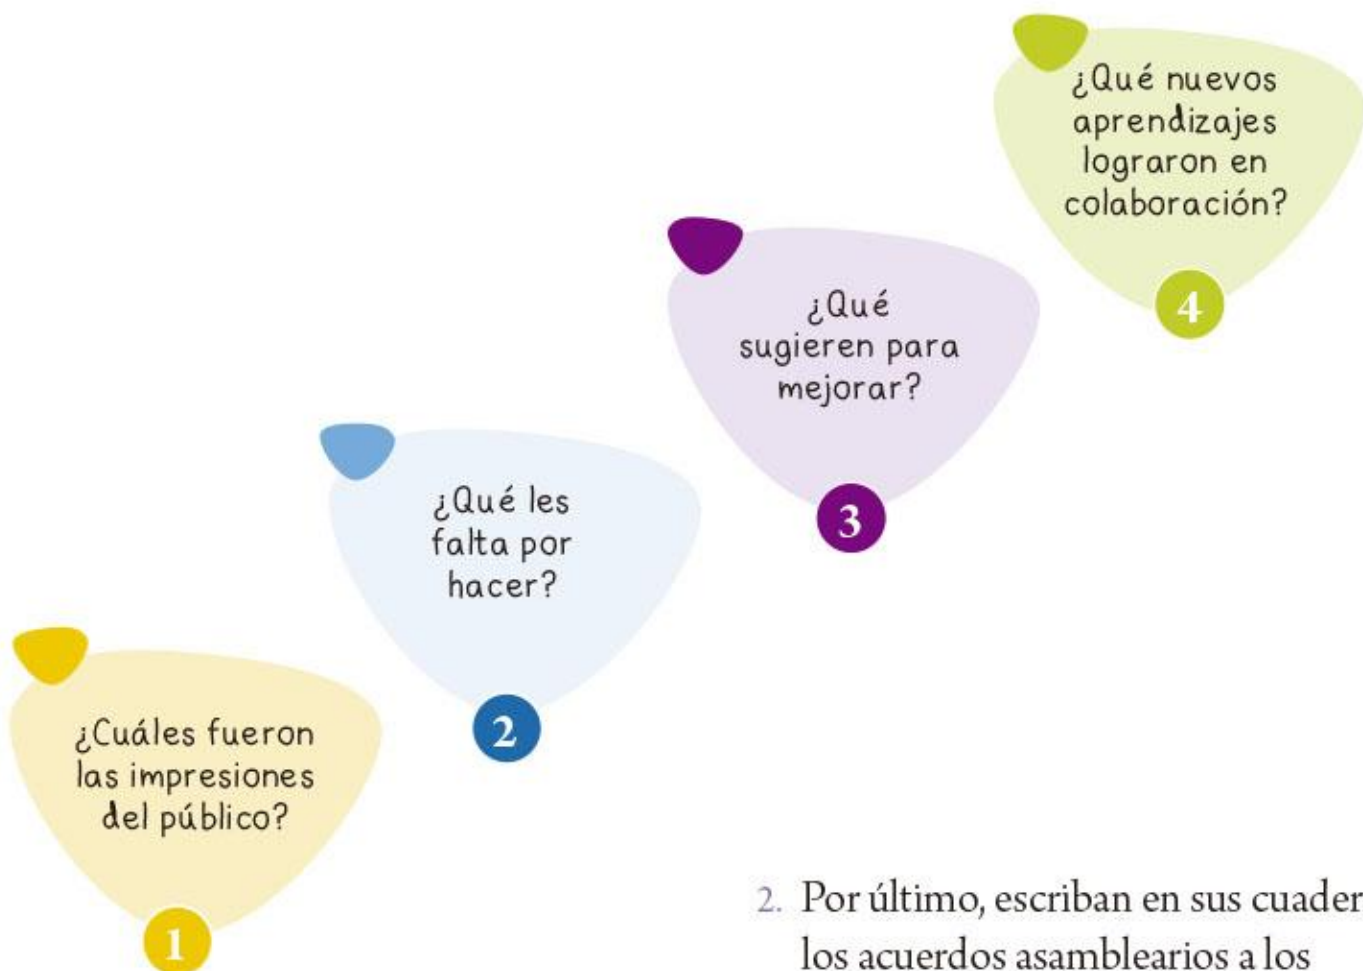 ¿Qué nuevos
aprendizajes
lograron en
colaboración?
4
¿Qué
sugieren para
mejorar?
3
¿Qué les
falta por
hacer?
2
¿Cuáles fueron
las impresiones
del público?
1
2. Por último, escriban en sus cuader
los acuerdos asamblearios a los